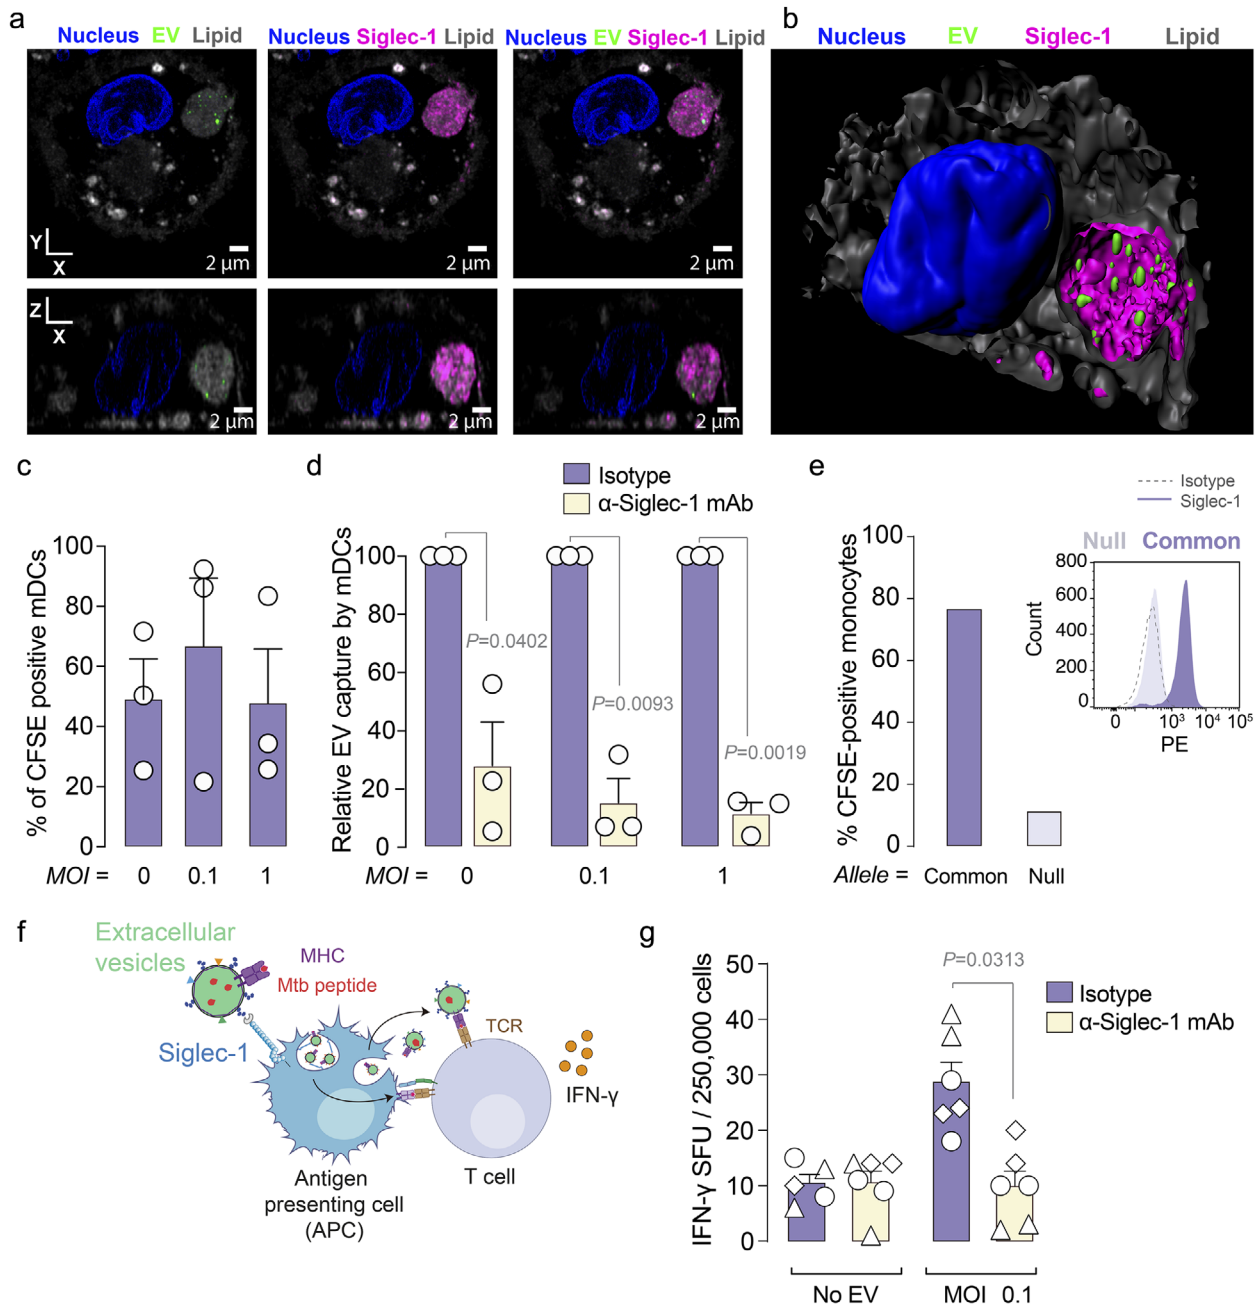 a
Nucleus EV Lipid
Nucleus Siglec-1 Lipid
Nucleus EV Siglec-1 Lipid
Y
X
2 µm
2 µm
2 µm
Z
X
2 µm
2 µm
2 µm
b
Nucleus EV Siglec-1 Lipid
c
% of CFSE positive mDCs
100
80
60
40
20
0
MOI = 0 0.1 1
d
Isotype
α-Siglec-1 mAb
Relative EV capture by mDCs
100
80
60
40
20
0
P=0.0402
P=0.0093
P=0.0019
MOI = 0 0.1 1
e
% CFSE-positive monocytes
100
80
60
40
20
0
Allele = Common Null
Isotype
Siglec-1
Null Common
Count
800
600
400
200
0
0 10³ 10⁴ 10⁵
PE
f
Extracellular
vesicles
MHC
Mtb peptide
Siglec-1
TCR
IFN-γ
Antigen
presenting cell
(APC)
T cell
g
IFN-γ SFU / 250,000 cells
50
40
30
20
10
0
P=0.0313
Isotype
α-Siglec-1 mAb
No EV
MOI 0.1